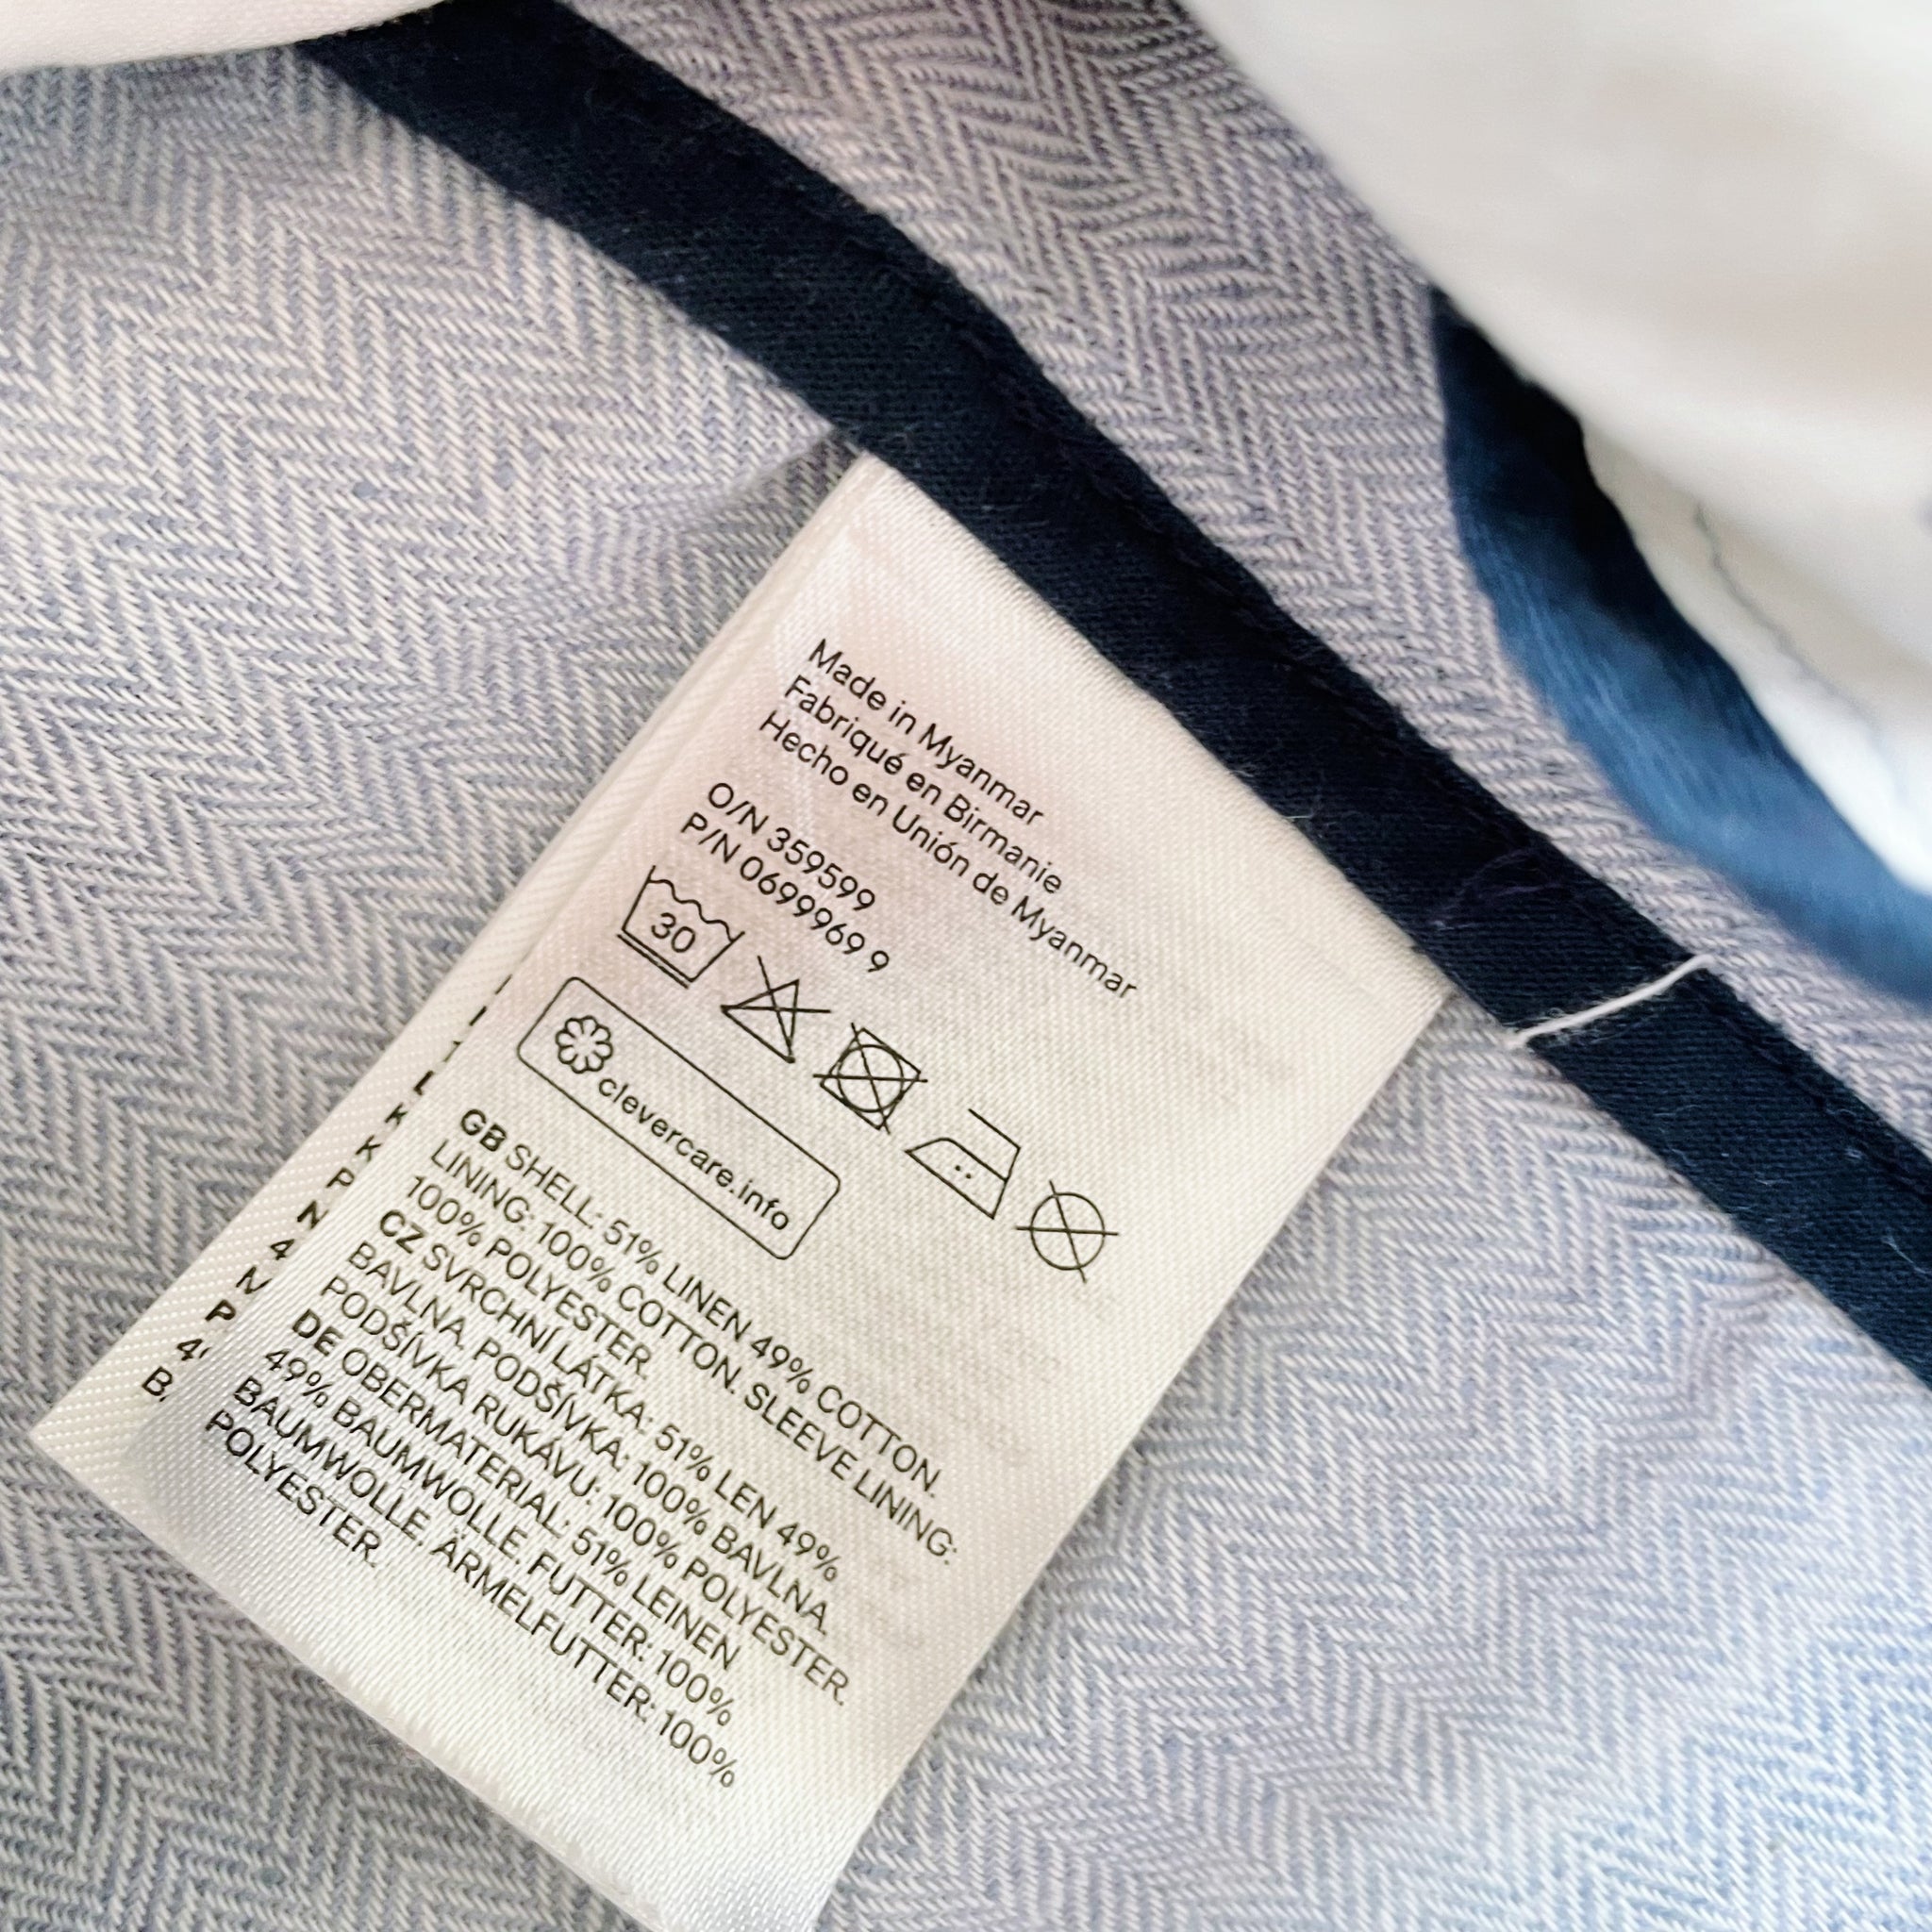 Made in Myanmar
Fabriqué en Birmanie
Hecho en Unión de Myanmar
O/N 359599
P/N 0699969 9
30
clevercare.info
GB SHELL: 51% LINEN 49% COTTON.
LINING: 100% COTTON. SLEEVE LINING:
100% POLYESTER.
CZ SVRCHNÍ LÁTKA: 51% LEN 49%
BAVLNA. PODŠÍVKA: 100% BAVLNA.
PODŠÍVKA RUKÁVU: 100% POLYESTER.
DE OBERMATERIAL: 51% LEINEN
49% BAUMWOLLE. FUTTER: 100%
BAUMWOLLE. ÄRMELFUTTER: 100%
POLYESTER.